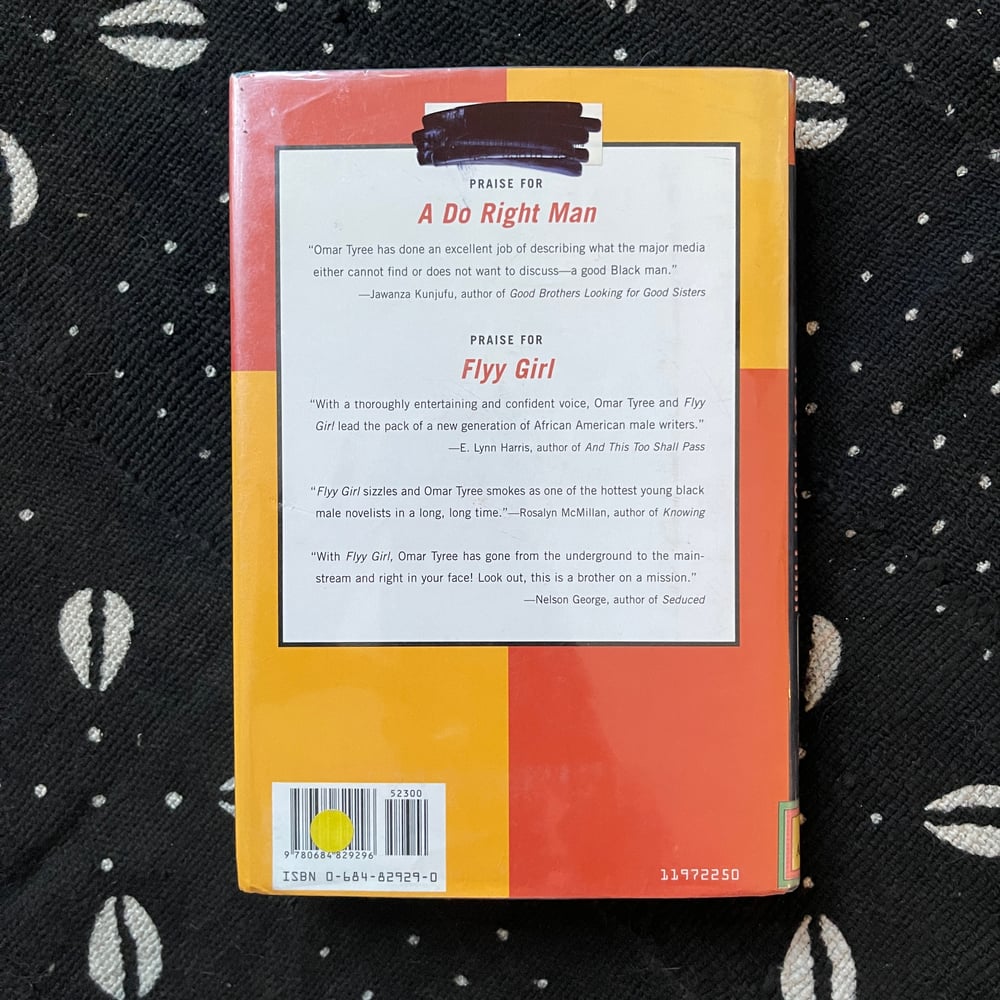 PRAISE FOR
A Do Right Man
“Omar Tyree has done an excellent job of describing what the major media
either cannot find or does not want to discuss—a good Black man.”
—Jawanza Kunjufu, author of Good Brothers Looking for Good Sisters
PRAISE FOR
Flyy Girl
“With a thoroughly entertaining and confident voice, Omar Tyree and Flyy
Girl lead the pack of a new generation of African American male writers.”
—E. Lynn Harris, author of And This Too Shall Pass
“Flyy Girl sizzles and Omar Tyree smokes as one of the hottest young black
male novelists in a long, long time.”—Rosalyn McMillan, author of Knowing
“With Flyy Girl, Omar Tyree has gone from the underground to the main-
stream and right in your face! Look out, this is a brother on a mission.”
—Nelson George, author of Seduced
52300
9 780684 829296
ISBN 0-684-82929-0
11972250